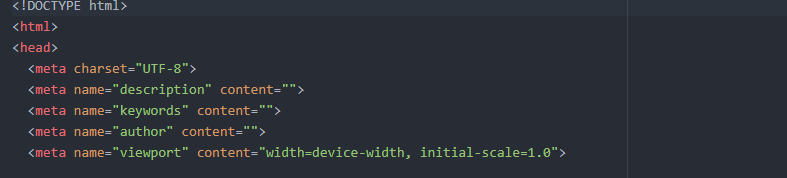 <!DOCTYPE html>
<html>
<head>
  <meta charset="UTF-8">
  <meta name="description" content="">
  <meta name="keywords" content="">
  <meta name="author" content="">
  <meta name="viewport" content="width=device-width, initial-scale=1.0">